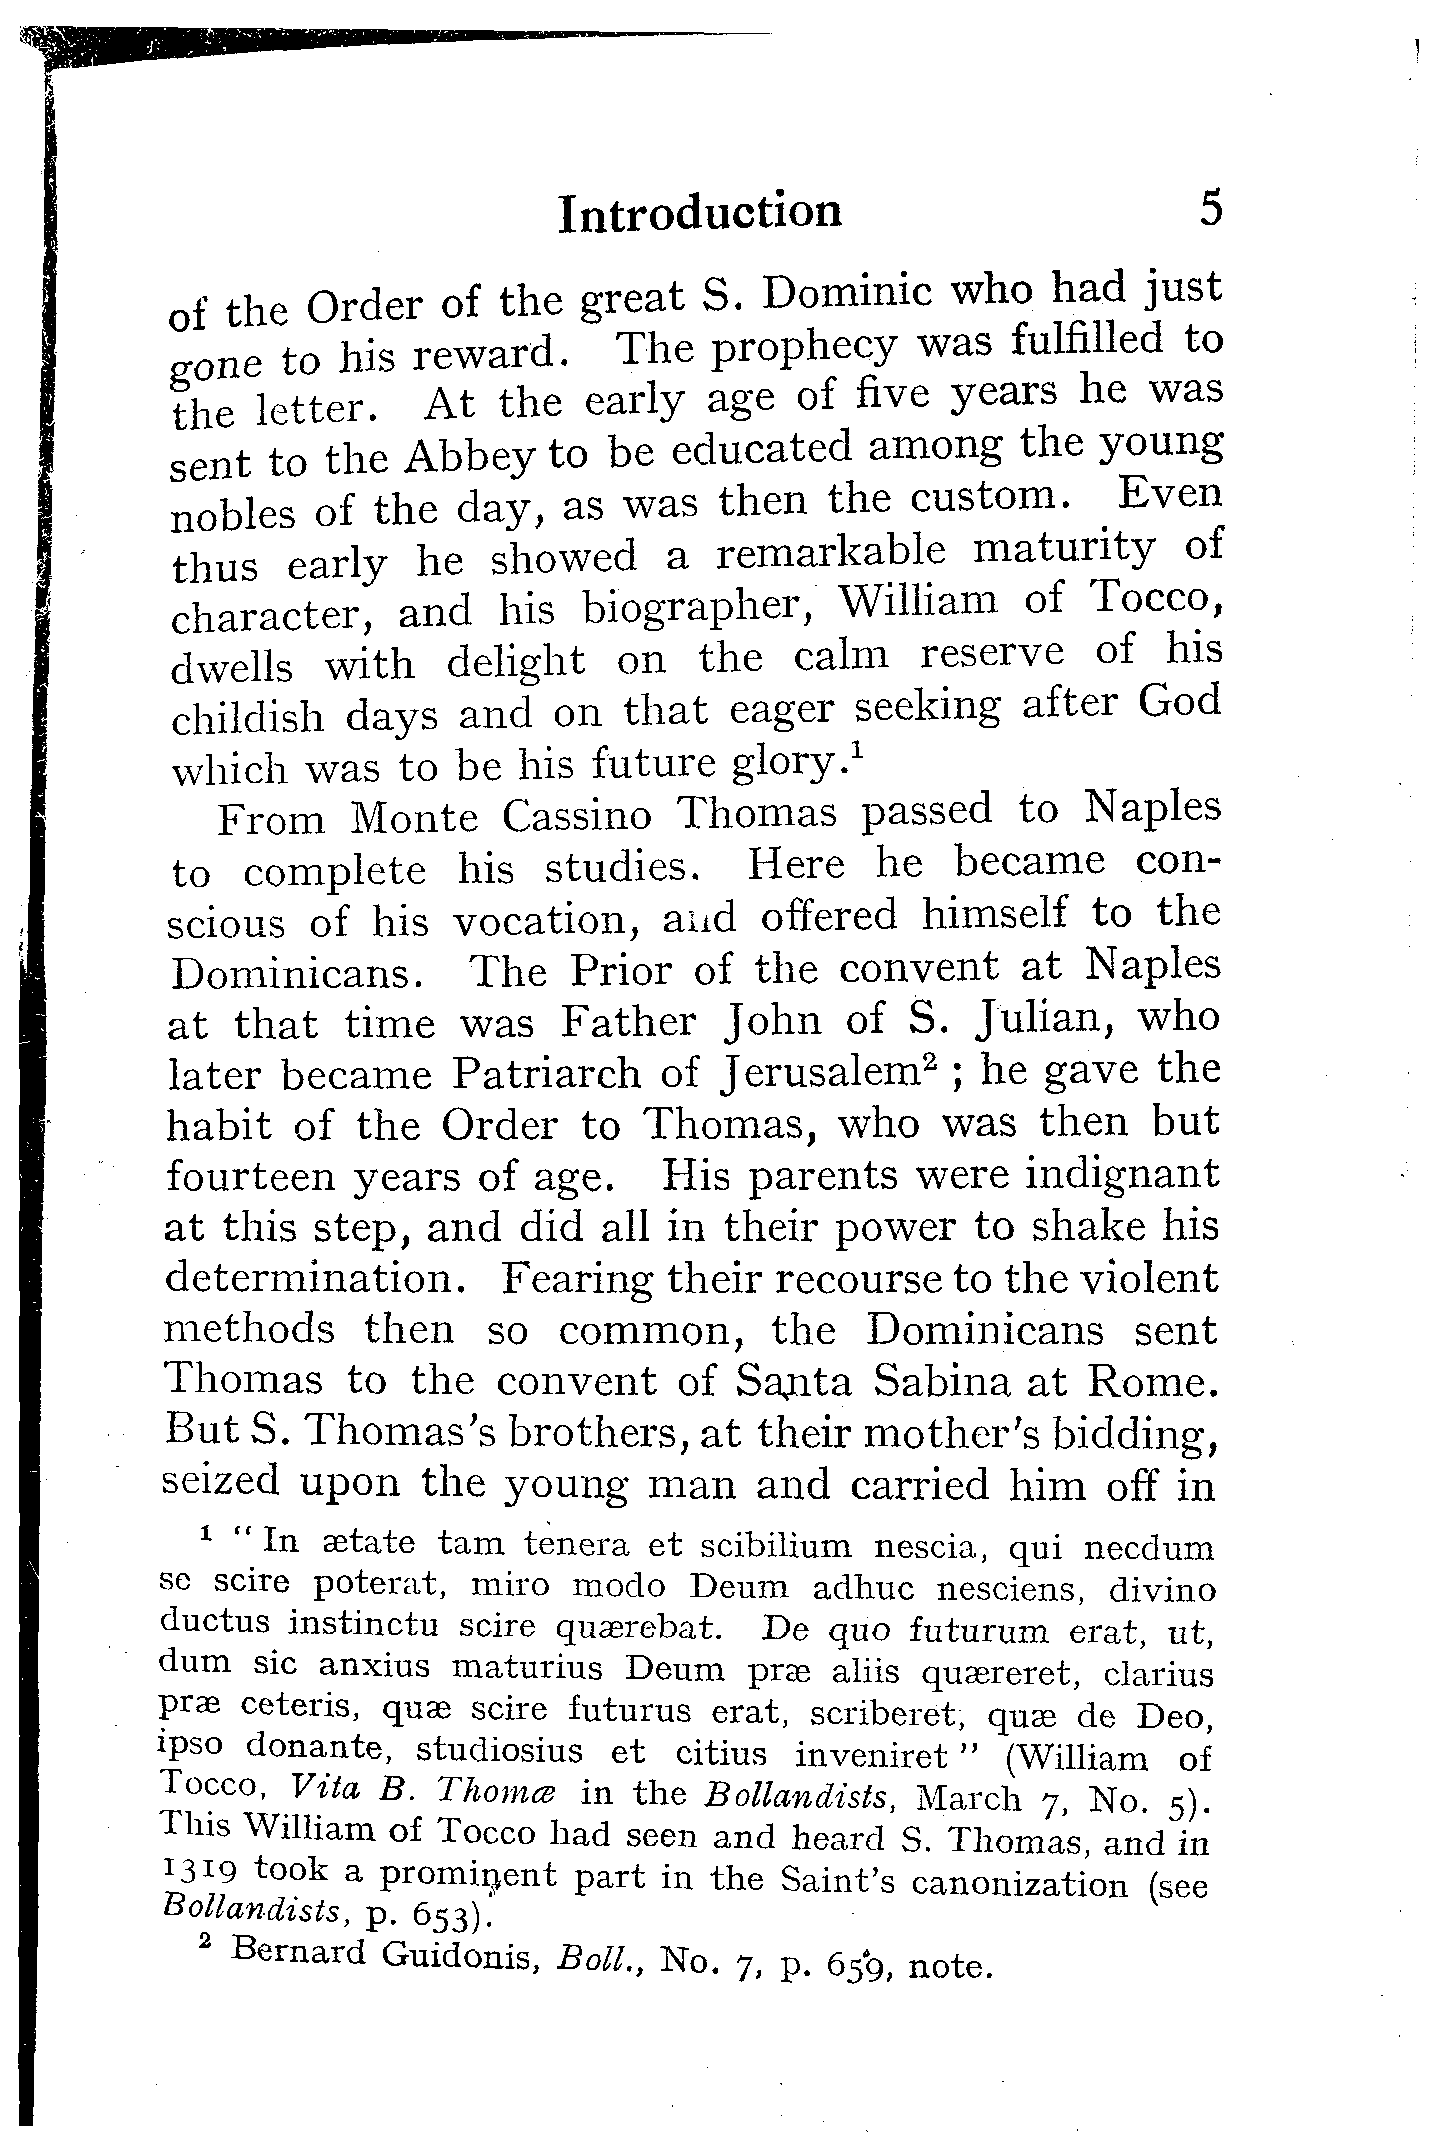 Introduction 5
of the Order of the great S. Dominic who had just
gone to his reward. The prophecy was fulfilled to
the letter. At the early age of five years he was
sent to the Abbey to be educated among the young
nobles of the day, as was then the custom. Even
thus early he showed a remarkable maturity of
character, and his biographer, William of Tocco,
dwells with delight on the calm reserve of his
childish days and on that eager seeking after God
which was to be his future glory.¹
From Monte Cassino Thomas passed to Naples
to complete his studies. Here he became con-
scious of his vocation, and offered himself to the
Dominicans. The Prior of the convent at Naples
at that time was Father John of S. Julian, who
later became Patriarch of Jerusalem² ; he gave the
habit of the Order to Thomas, who was then but
fourteen years of age. His parents were indignant
at this step, and did all in their power to shake his
determination. Fearing their recourse to the violent
methods then so common, the Dominicans sent
Thomas to the convent of Santa Sabina at Rome.
But S. Thomas's brothers, at their mother's bidding,
seized upon the young man and carried him off in
¹ “ In ætate tam tenera et scibilium nescia, qui necdum
se scire poterat, miro modo Deum adhuc nesciens, divino
ductus instinctu scire quærebat. De quo futurum erat, ut,
dum sic anxius maturius Deum præ aliis quæreret, clarius
præ ceteris, quæ scire futurus erat, scriberet, quæ de Deo,
ipso donante, studiosius et citius inveniret ” (William of
Tocco, Vita B. Thomæ in the Bollandists, March 7, No. 5).
This William of Tocco had seen and heard S. Thomas, and in
1319 took a prominent part in the Saint's canonization (see
Bollandists, p. 653).
² Bernard Guidonis, Boll., No. 7, p. 659, note.